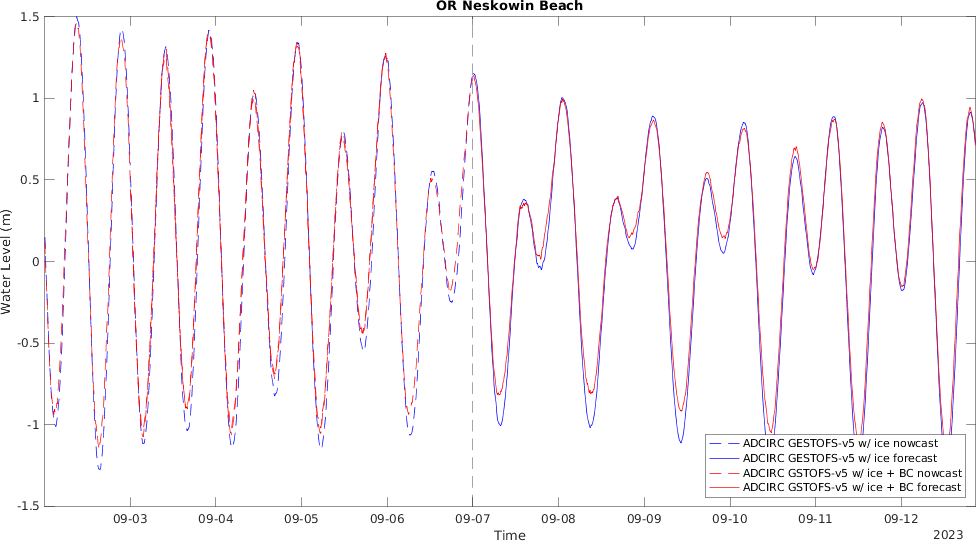 OR Neskowin Beach
1.5
1
0.5
0
-0.5
-1
-1.5
Water Level (m)
09-03 09-04 09-05 09-06 09-07 09-08 09-09 09-10 09-11 09-12
Time
2023
ADCIRC GESTOFS-v5 w/ ice nowcast
ADCIRC GESTOFS-v5 w/ ice forecast
ADCIRC GSTOFS-v5 w/ ice + BC nowcast
ADCIRC GSTOFS-v5 w/ ice + BC forecast